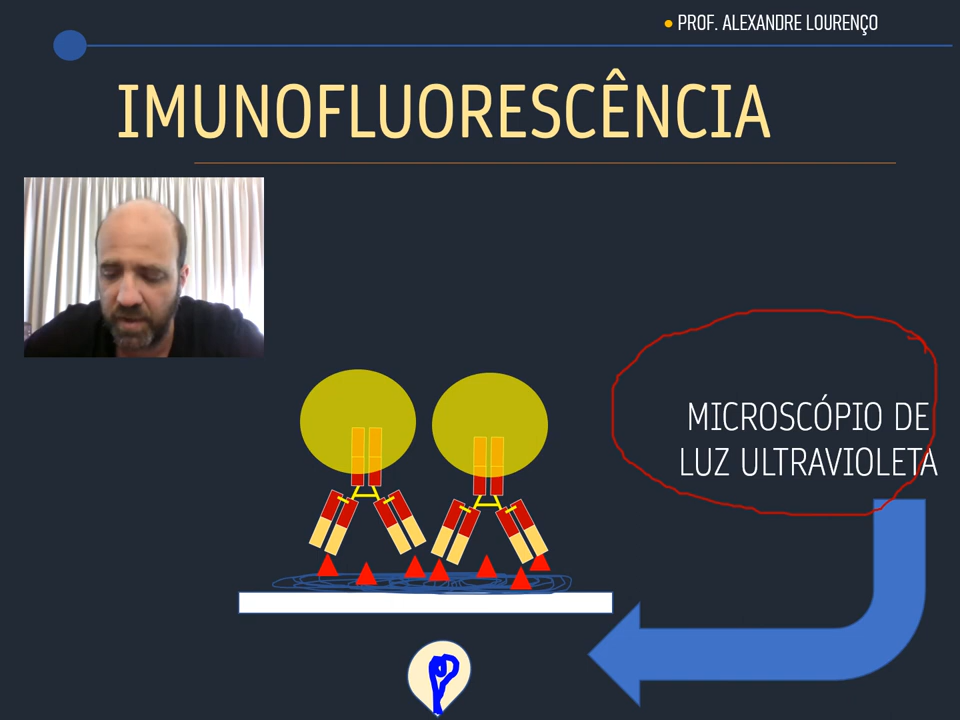 PROF. ALEXANDRE LOURENÇO
IMUNOFLUORESCÊNCIA
MICROSCÓPIO DE
LUZ ULTRAVIOLETA